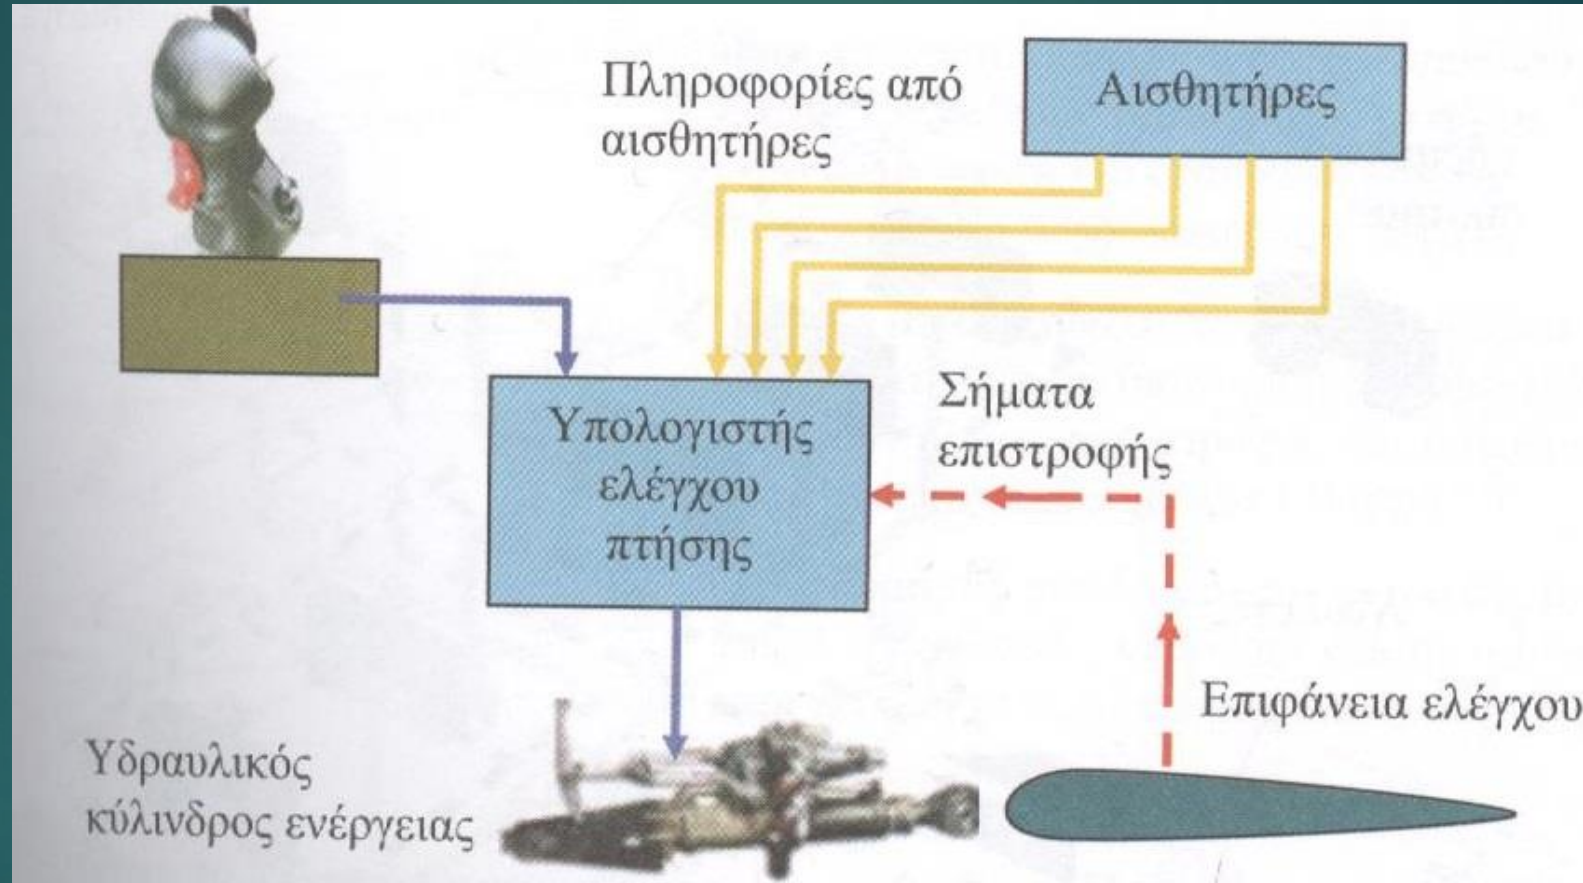 Πληροφορίες από
αισθητήρες
Αισθητήρες
Υπολογιστής
ελέγχου
πτήσης
Σήματα
επιστροφής
Επιφάνεια ελέγχου
Υδραυλικός
κύλινδρος ενέργειας